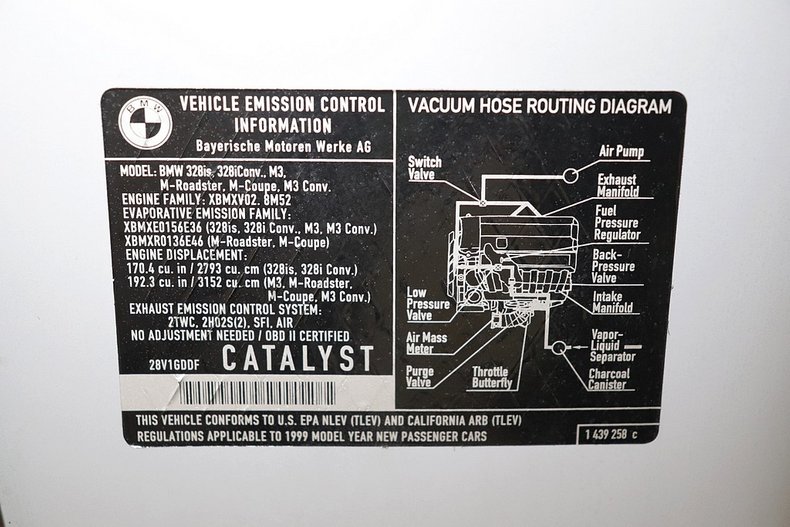 BMW
VEHICLE EMISSION CONTROL
INFORMATION
Bayerische Motoren Werke AG
MODEL: BMW 328is, 328iConv., M3,
M-Roadster, M-Coupe, M3 Conv.
ENGINE FAMILY: XBMXV02. 8M52
EVAPORATIVE EMISSION FAMILY:
XBMXE0156E36 (328is, 328i Conv., M3, M3 Conv.)
XBMXR0136E46 (M-Roadster, M-Coupe)
ENGINE DISPLACEMENT:
170.4 cu. in / 2793 cu. cm (328is, 328i Conv.)
192.3 cu. in / 3152 cu. cm (M3, M-Roadster,
M-Coupe, M3 Conv.)
EXHAUST EMISSION CONTROL SYSTEM:
2TWC, 2HO2S(2), SFI, AIR
NO ADJUSTMENT NEEDED / OBD II CERTIFIED
28V1GDDF CATALYST
VACUUM HOSE ROUTING DIAGRAM
Switch
Valve
Air Pump
Exhaust
Manifold
Fuel
Pressure
Regulator
Back-
Pressure
Valve
Intake
Manifold
Low
Pressure
Valve
Air Mass
Meter
Purge
Valve
Throttle
Butterfly
Vapor-
Liquid
Separator
Charcoal
Canister
THIS VEHICLE CONFORMS TO U.S. EPA NLEV (TLEV) AND CALIFORNIA ARB (TLEV)
REGULATIONS APPLICABLE TO 1999 MODEL YEAR NEW PASSENGER CARS
1 439 258 c